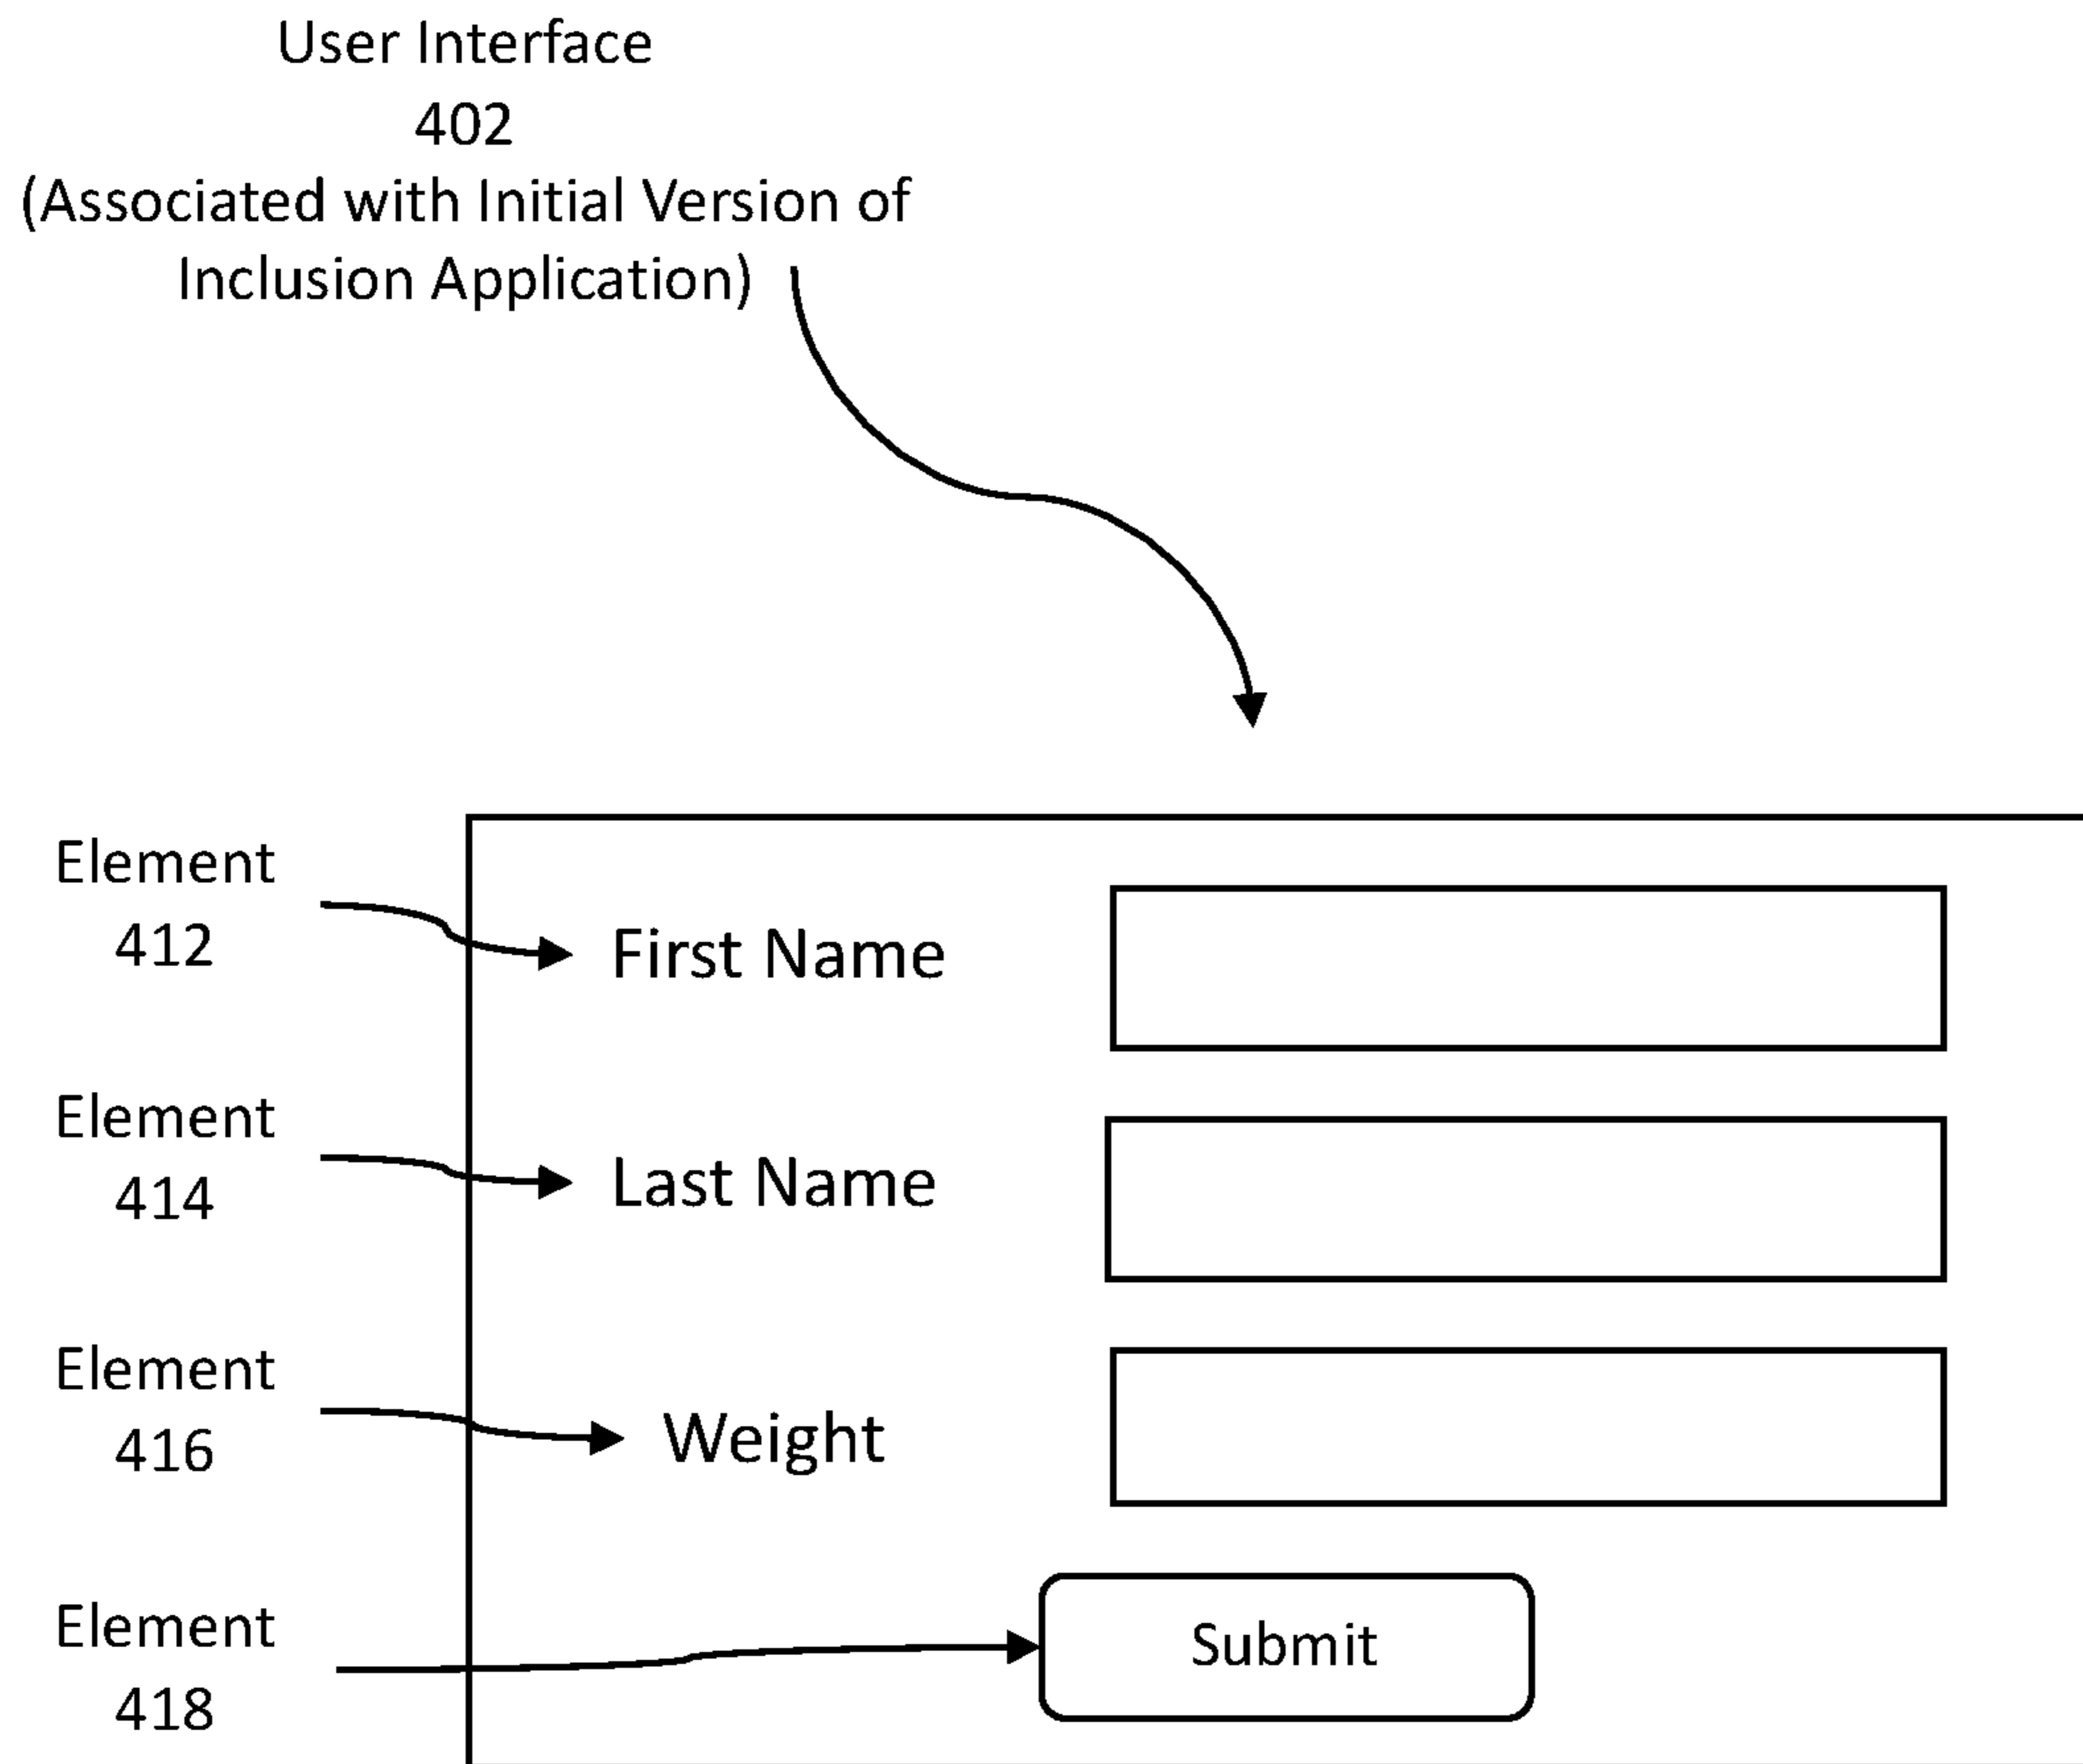 User Interface
402
(Associated with Initial Version of
Inclusion Application)
Element
412
First Name
Element
414
Last Name
Element
416
Weight
Element
418
Submit